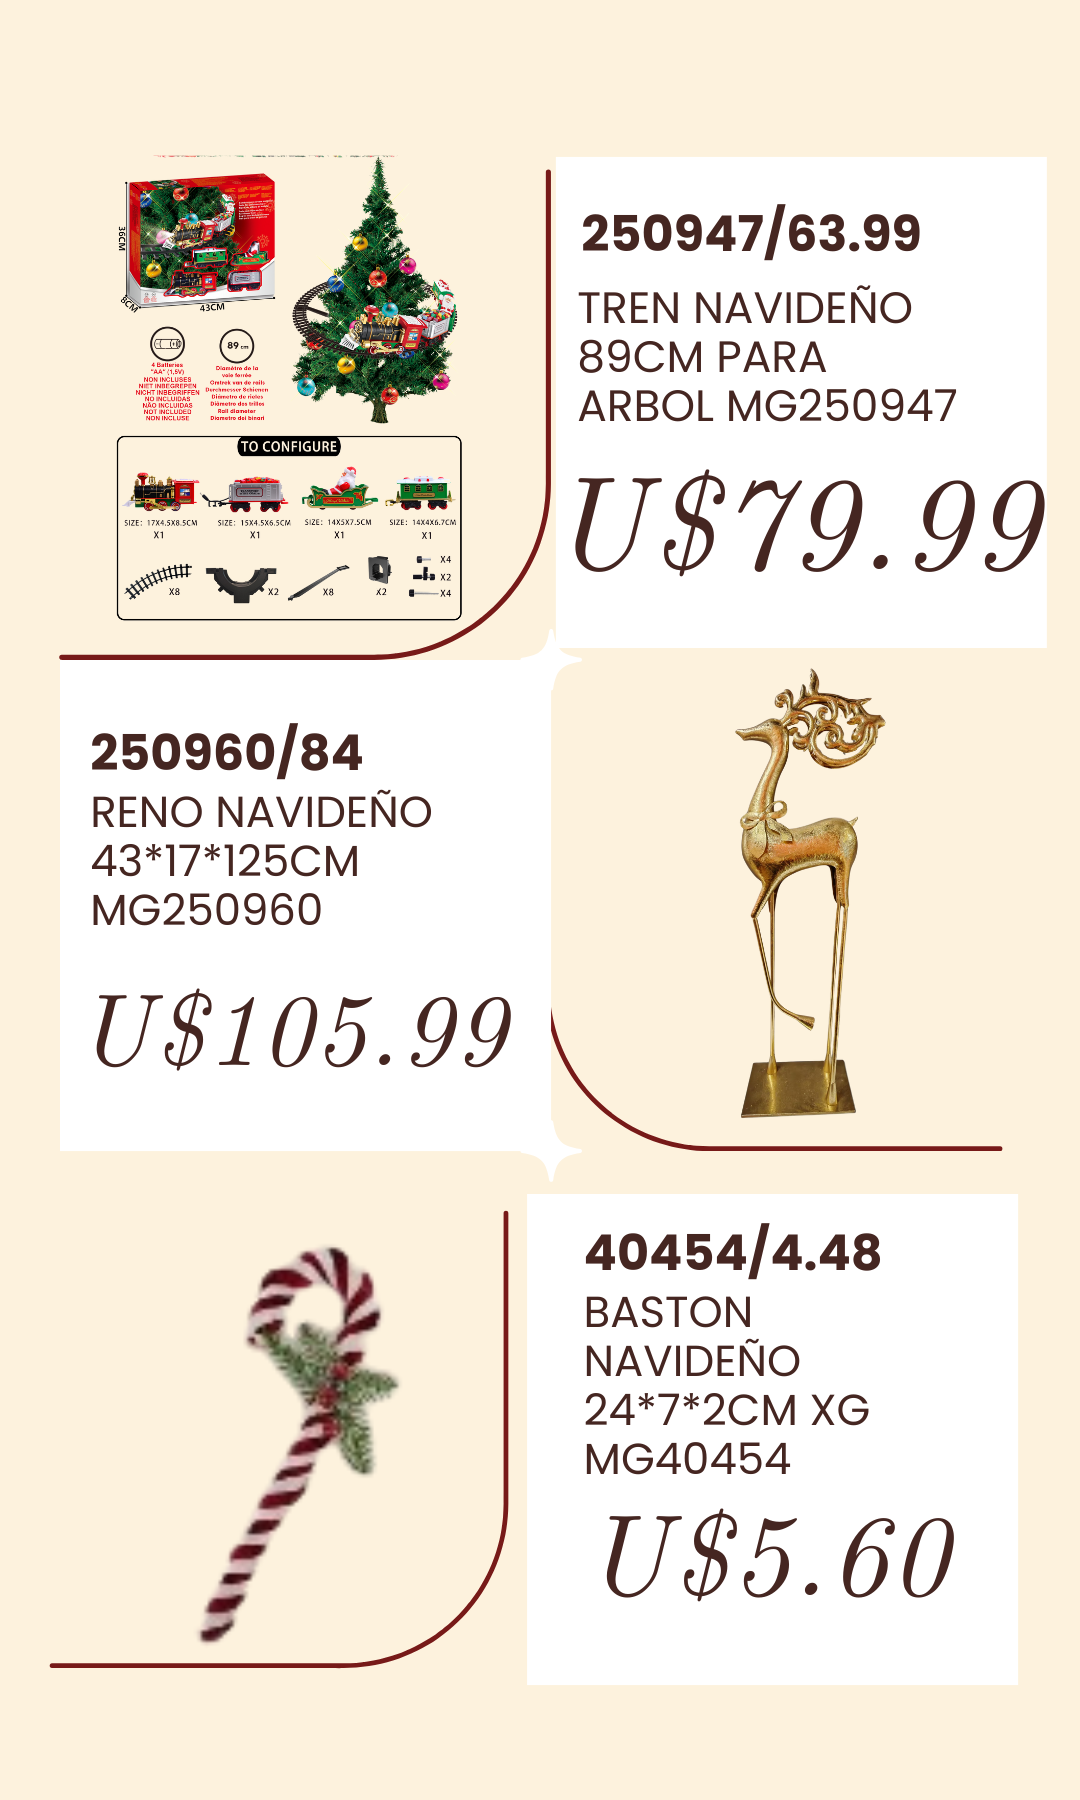 36CM
8CM
43CM
89 cm
4 Batteries
"AA" (1,5V)
NON INCLUSES
NIET INBEGREPEN
NICHT INBEGRIFFEN
NO INCLUIDAS
NÃO INCLUIDAS
NOT INCLUDED
NON INCLUSE
Diamètre de la
voie ferrée
Omtrek van de rails
Durchmesser Schienen
Diámetro de rieles
Diâmetro dos trilhos
Rail diameter
Diametro dei binari
TO CONFIGURE
SIZE: 17X4.5X8.5CM
X1
SIZE: 15X4.5X6.5CM
X1
SIZE: 14X5X7.5CM
X1
SIZE: 14X4X6.7CM
X1
X8
X2
X8
X2
X4
X2
X4
250947/63.99
TREN NAVIDEÑO
89CM PARA
ARBOL MG250947
U$79.99
250960/84
RENO NAVIDEÑO
43*17*125CM
MG250960
U$105.99
40454/4.48
BASTON
NAVIDEÑO
24*7*2CM XG
MG40454
U$5.60